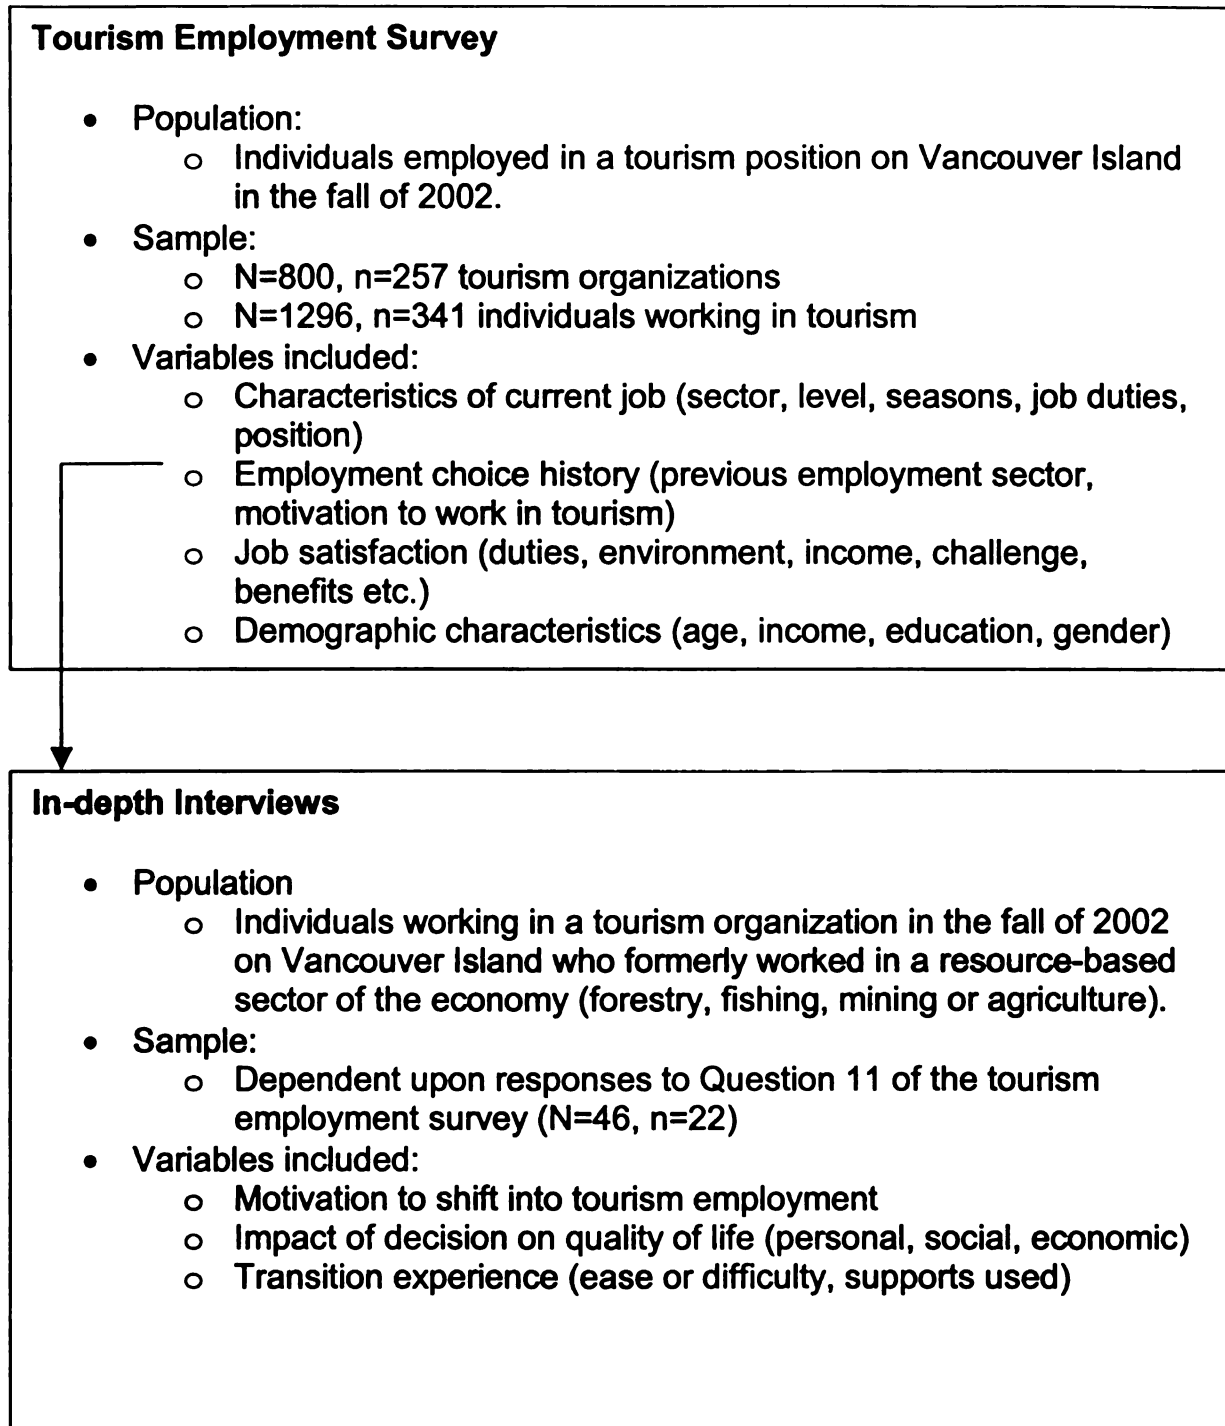 Tourism Employment Survey
• Population:
o Individuals employed in a tourism position on Vancouver Island
in the fall of 2002.
• Sample:
o N=800, n=257 tourism organizations
o N=1296, n=341 individuals working in tourism
• Variables included:
o Characteristics of current job (sector, level, seasons, job duties,
position)
o Employment choice history (previous employment sector,
motivation to work in tourism)
o Job satisfaction (duties, environment, income, challenge,
benefits etc.)
o Demographic characteristics (age, income, education, gender)
In-depth Interviews
• Population
o Individuals working in a tourism organization in the fall of 2002
on Vancouver Island who formerly worked in a resource-based
sector of the economy (forestry, fishing, mining or agriculture).
• Sample:
o Dependent upon responses to Question 11 of the tourism
employment survey (N=46, n=22)
• Variables included:
o Motivation to shift into tourism employment
o Impact of decision on quality of life (personal, social, economic)
o Transition experience (ease or difficulty, supports used)